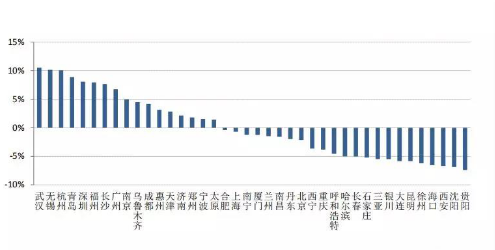 15%
10%
5%
0%
-5%
-10%
武汉
无锡
杭州
青岛
深圳
福州
长沙
广州
南京
乌鲁木齐
成都
惠州
天津
济南
郑州
宁波
太原
合肥
上海
南宁
厦门
兰州
南昌
丹东
北京
西宁
重庆
呼和浩特
哈尔滨
长春
石家庄
三亚
银川
大连
昆明
徐州
海口
西安
沈阳
贵阳